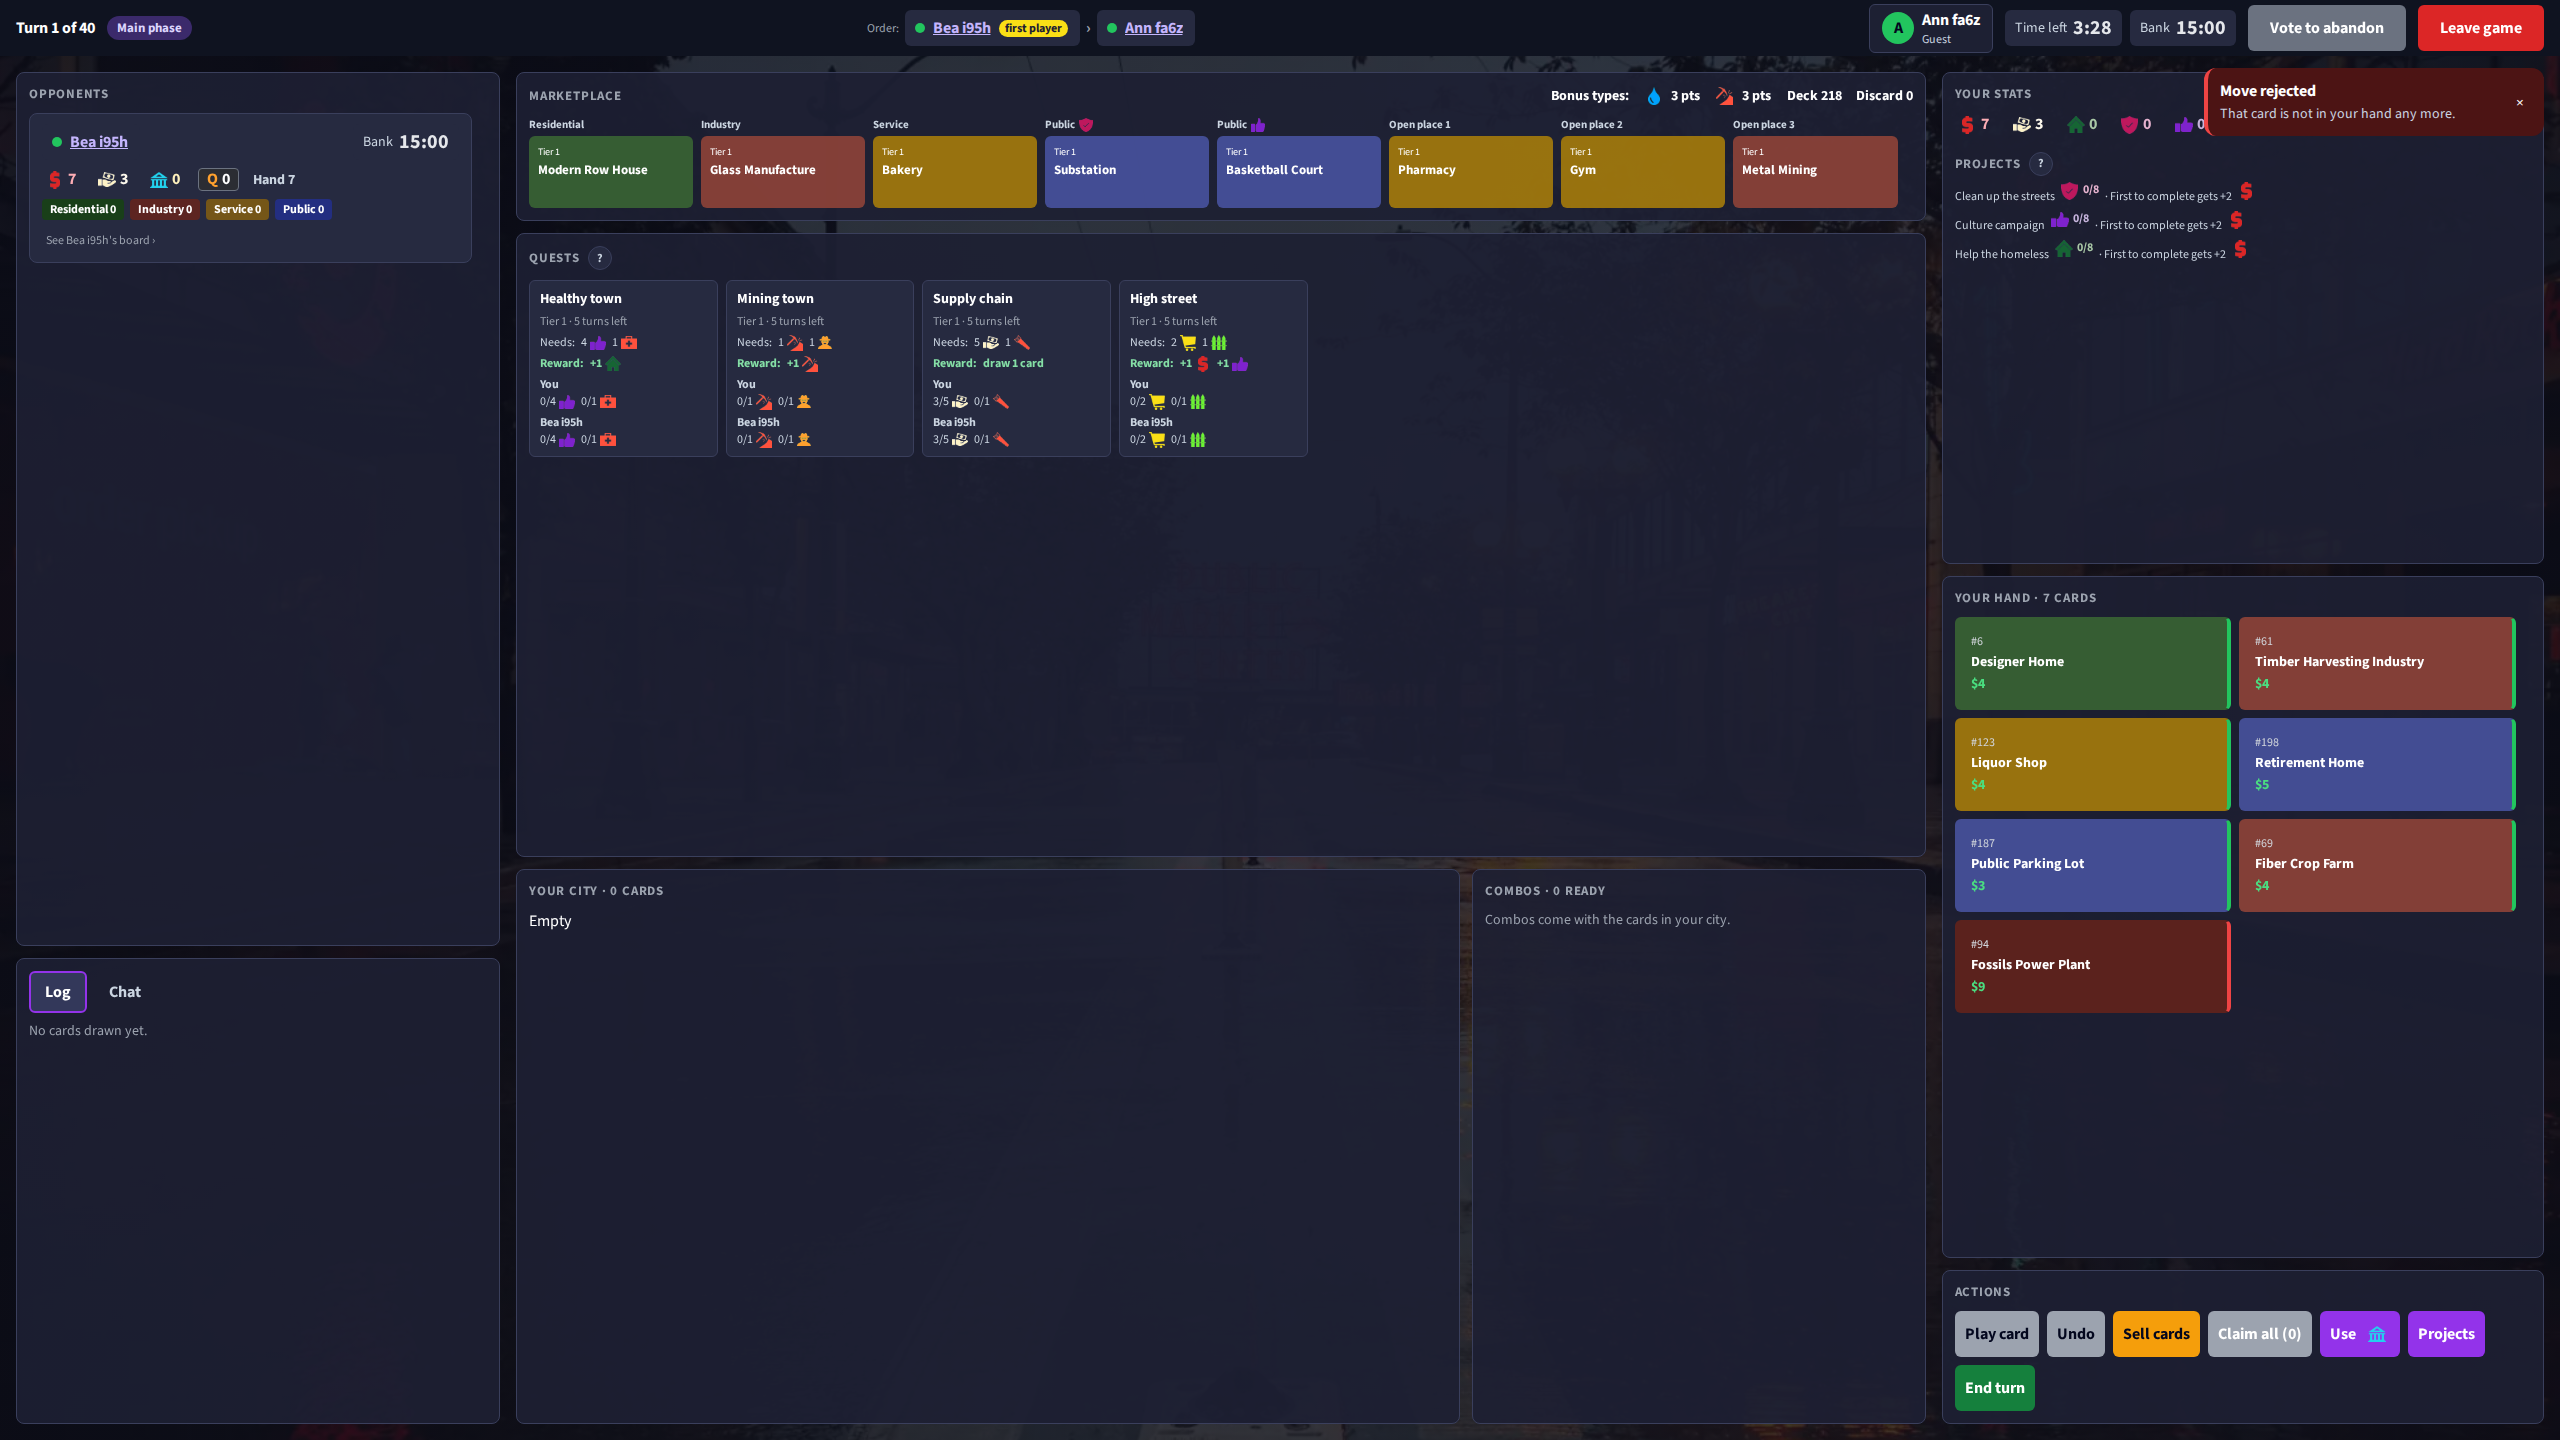 Turn 1 of 40 Main phase
Order: Bea i95h first player › Ann fa6z
A Ann fa6z
Guest
Time left 3:28
Bank 15:00
Vote to abandon
Leave game
OPPONENTS
Bea i95h Bank 15:00
7 3 0 Q 0 Hand 7
Residential 0 Industry 0 Service 0 Public 0
See Bea i95h's board ›
Log Chat
No cards drawn yet.
MARKETPLACE Bonus types: 3 pts 3 pts Deck 218 Discard 0
Residential Industry Service Public Public Open place 1 Open place 2 Open place 3
Tier 1 Tier 1 Tier 1 Tier 1 Tier 1 Tier 1 Tier 1 Tier 1
Modern Row House Glass Manufacture Bakery Substation Basketball Court Pharmacy Gym Metal Mining
QUESTS ?
Healthy town
Tier 1 · 5 turns left
Needs: 4 1
Reward: +1
You
0/4 0/1
Bea i95h
0/4 0/1
Mining town
Tier 1 · 5 turns left
Needs: 1 1
Reward: +1
You
0/1 0/1
Bea i95h
0/1 0/1
Supply chain
Tier 1 · 5 turns left
Needs: 5 1
Reward: draw 1 card
You
3/5 0/1
Bea i95h
3/5 0/1
High street
Tier 1 · 5 turns left
Needs: 2 1
Reward: +1 +1
You
0/2 0/1
Bea i95h
0/2 0/1
YOUR CITY · 0 CARDS
Empty
COMBOS · 0 READY
Combos come with the cards in your city.
YOUR STATS
7 3 0 0 0
Move rejected
That card is not in your hand any more.
×
PROJECTS ?
Clean up the streets 0/8 · First to complete gets +2
Culture campaign 0/8 · First to complete gets +2
Help the homeless 0/8 · First to complete gets +2
YOUR HAND · 7 CARDS
#6
Designer Home
$4
#61
Timber Harvesting Industry
$4
#123
Liquor Shop
$4
#198
Retirement Home
$5
#187
Public Parking Lot
$3
#69
Fiber Crop Farm
$4
#94
Fossils Power Plant
$9
ACTIONS
Play card Undo Sell cards Claim all (0) Use Projects
End turn